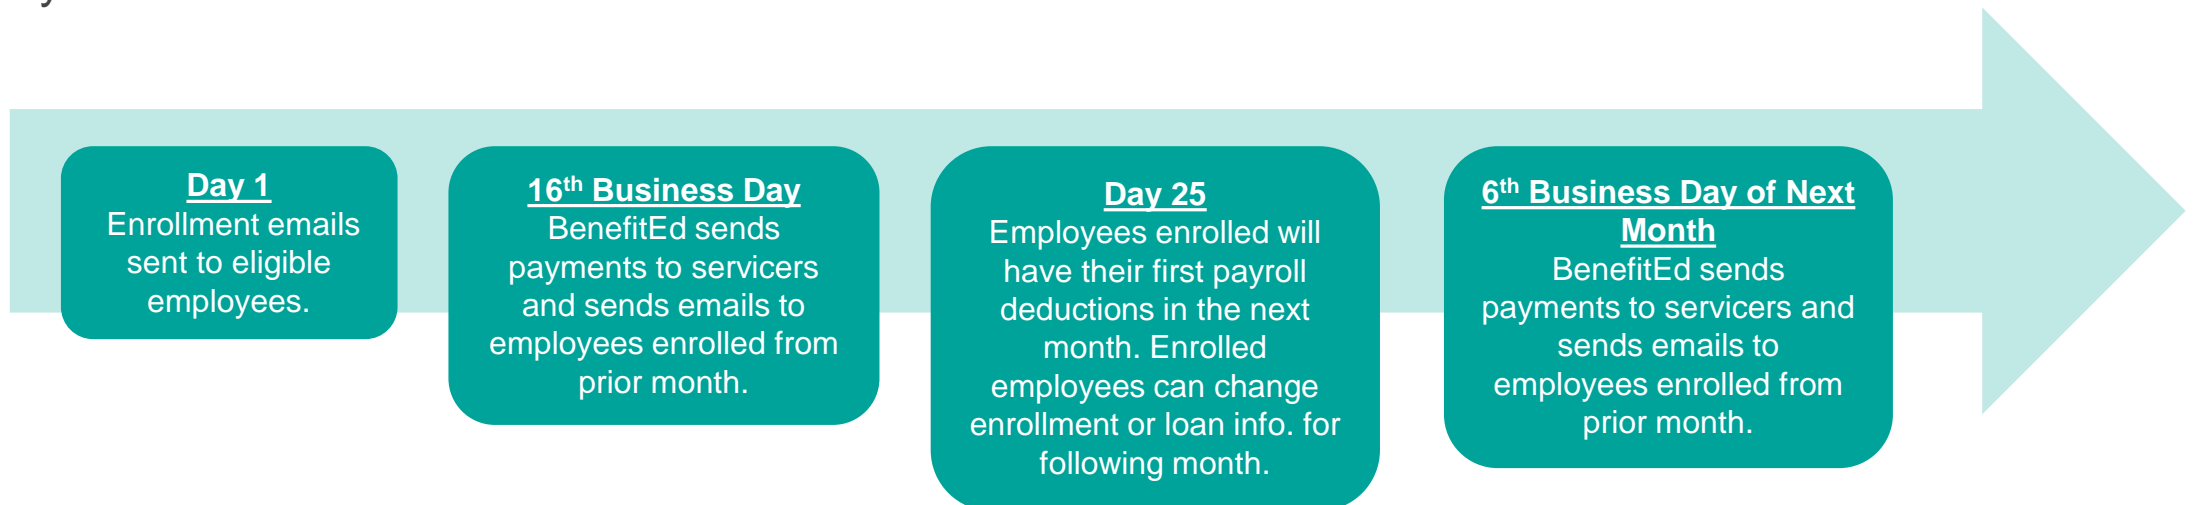 Day 1
Enrollment emails
sent to eligible
employees.
16th Business Day
BenefitEd sends
payments to servicers
and sends emails to
employees enrolled from
prior month.
Day 25
Employees enrolled will
have their first payroll
deductions in the next
month. Enrolled
employees can change
enrollment or loan info. for
following month.
6th Business Day of Next
Month
BenefitEd sends
payments to servicers and
sends emails to
employees enrolled from
prior month.